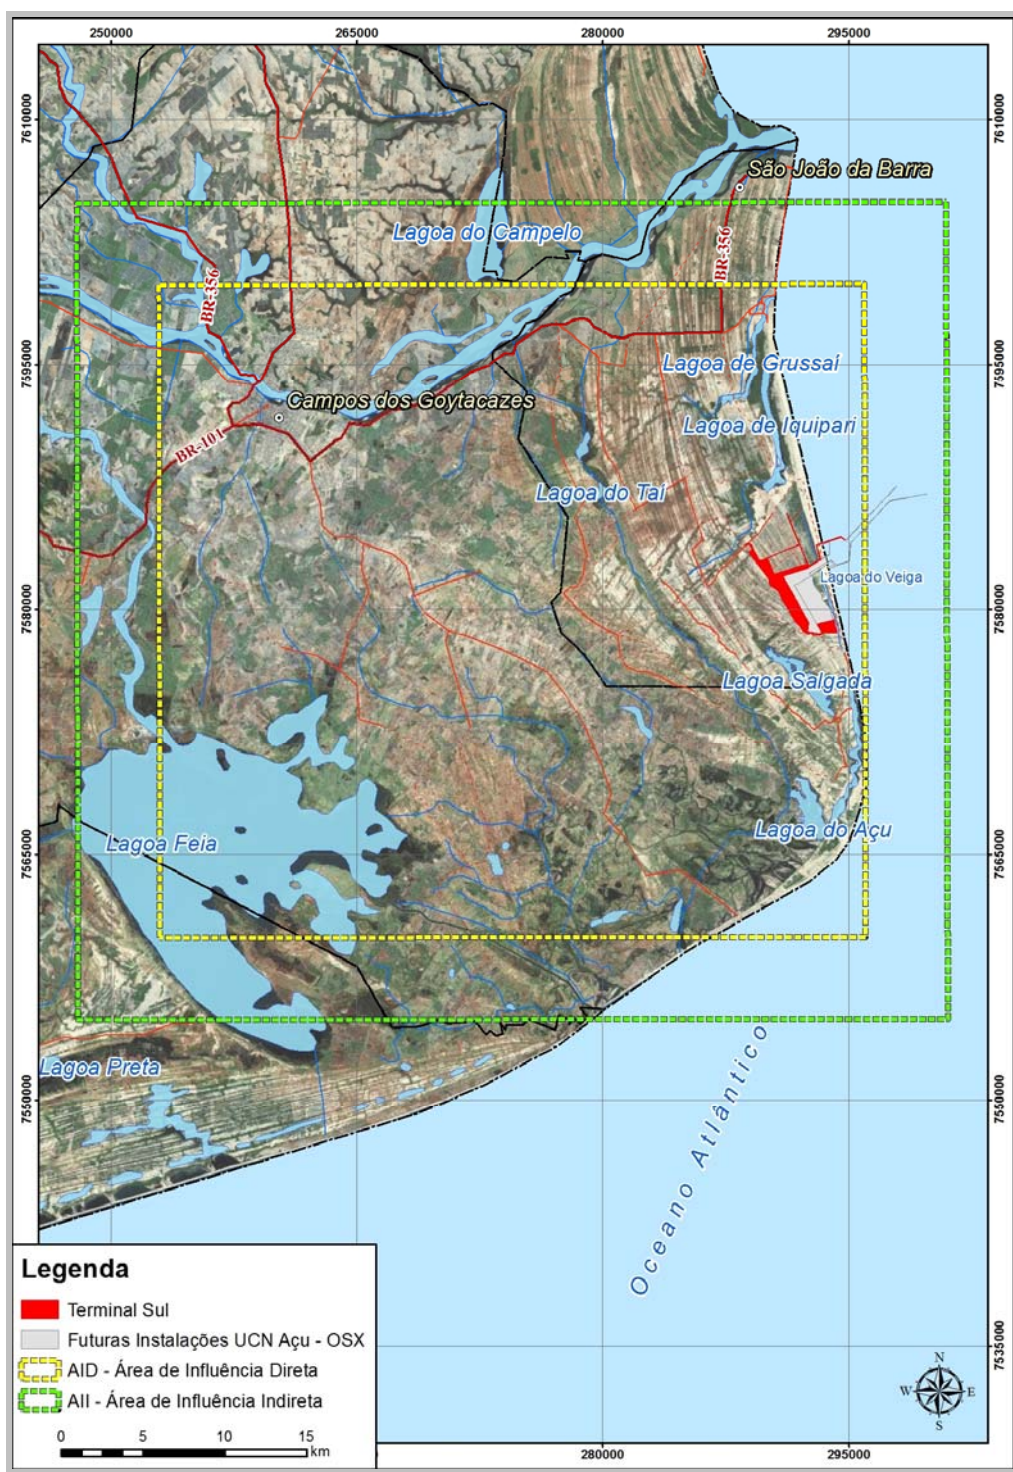 250000 265000 280000 295000
7610000 7610000
São João da Barra
Lagoa do Campelo
BR-356
BR-356
7595000 7595000
Lagoa de Grussaí
Campos dos Goytacazes
Lagoa de Iquipari
BR-101
Lagoa do Taí
Lagoa do Veiga
7580000 7580000
Lagoa Salgada
Lagoa do Açu
Lagoa Feia
7565000 7565000
Lagoa Preta
Oceano Atlântico
7550000 7550000
Legenda
Terminal Sul
Futuras Instalações UCN Açu - OSX
AID - Área de Influência Direta
AII - Área de Influência Indireta
0 5 10 15
km
7535000
N
W E
S
280000 295000